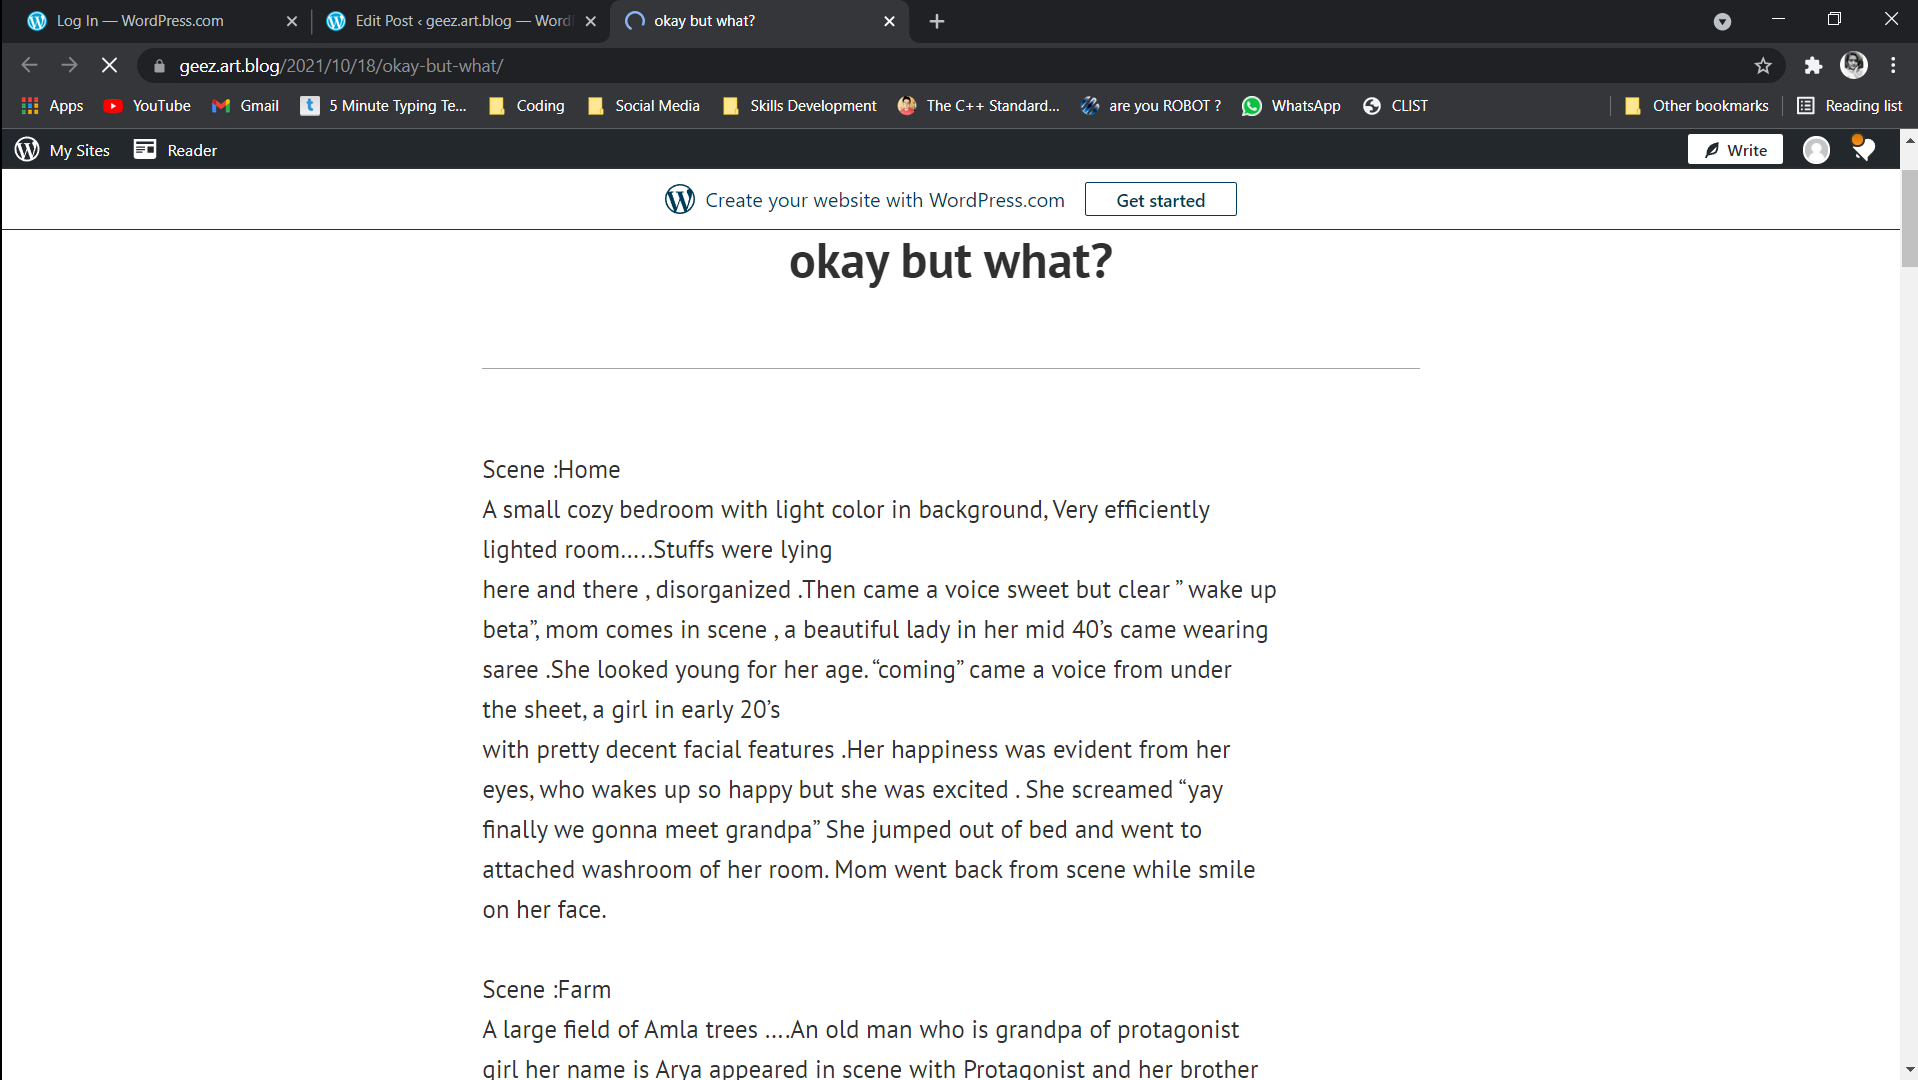 Log In — WordPress.com
Edit Post ‹ geez.art.blog — Word
okay but what?
geez.art.blog/2021/10/18/okay-but-what/
Apps YouTube Gmail 5 Minute Typing Te... Coding Social Media Skills Development The C++ Standard... are you ROBOT ? WhatsApp CLIST Other bookmarks Reading list
My Sites Reader Write
Create your website with WordPress.com Get started
okay but what?
Scene :Home
A small cozy bedroom with light color in background, Very efficiently
lighted room…..Stuffs were lying
here and there , disorganized .Then came a voice sweet but clear ” wake up
beta”, mom comes in scene , a beautiful lady in her mid 40’s came wearing
saree .She looked young for her age. “coming” came a voice from under
the sheet, a girl in early 20’s
with pretty decent facial features .Her happiness was evident from her
eyes, who wakes up so happy but she was excited . She screamed “yay
finally we gonna meet grandpa” She jumped out of bed and went to
attached washroom of her room. Mom went back from scene while smile
on her face.
Scene :Farm
A large field of Amla trees ….An old man who is grandpa of protagonist
girl her name is Arya appeared in scene with Protagonist and her brother